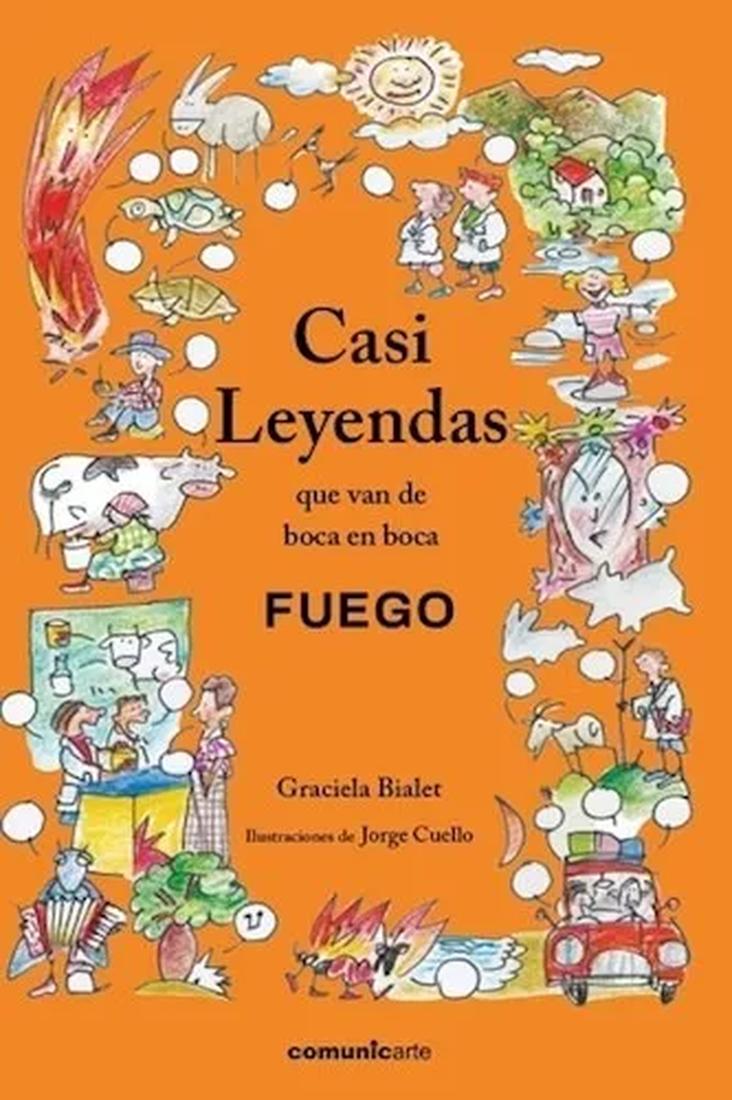 Casi
Leyendas
que van de
boca en boca
FUEGO
Graciela Bialet
Ilustraciones de Jorge Cuello
comunicarte